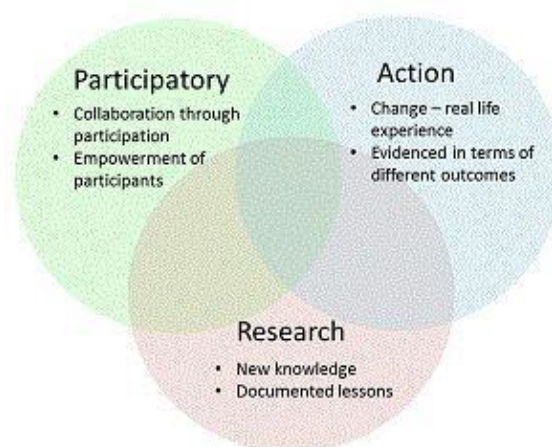 Participatory
• Collaboration through
participation
• Empowerment of
participants
Action
• Change – real life
experience
• Evidenced in terms of
different outcomes
Research
• New knowledge
• Documented lessons